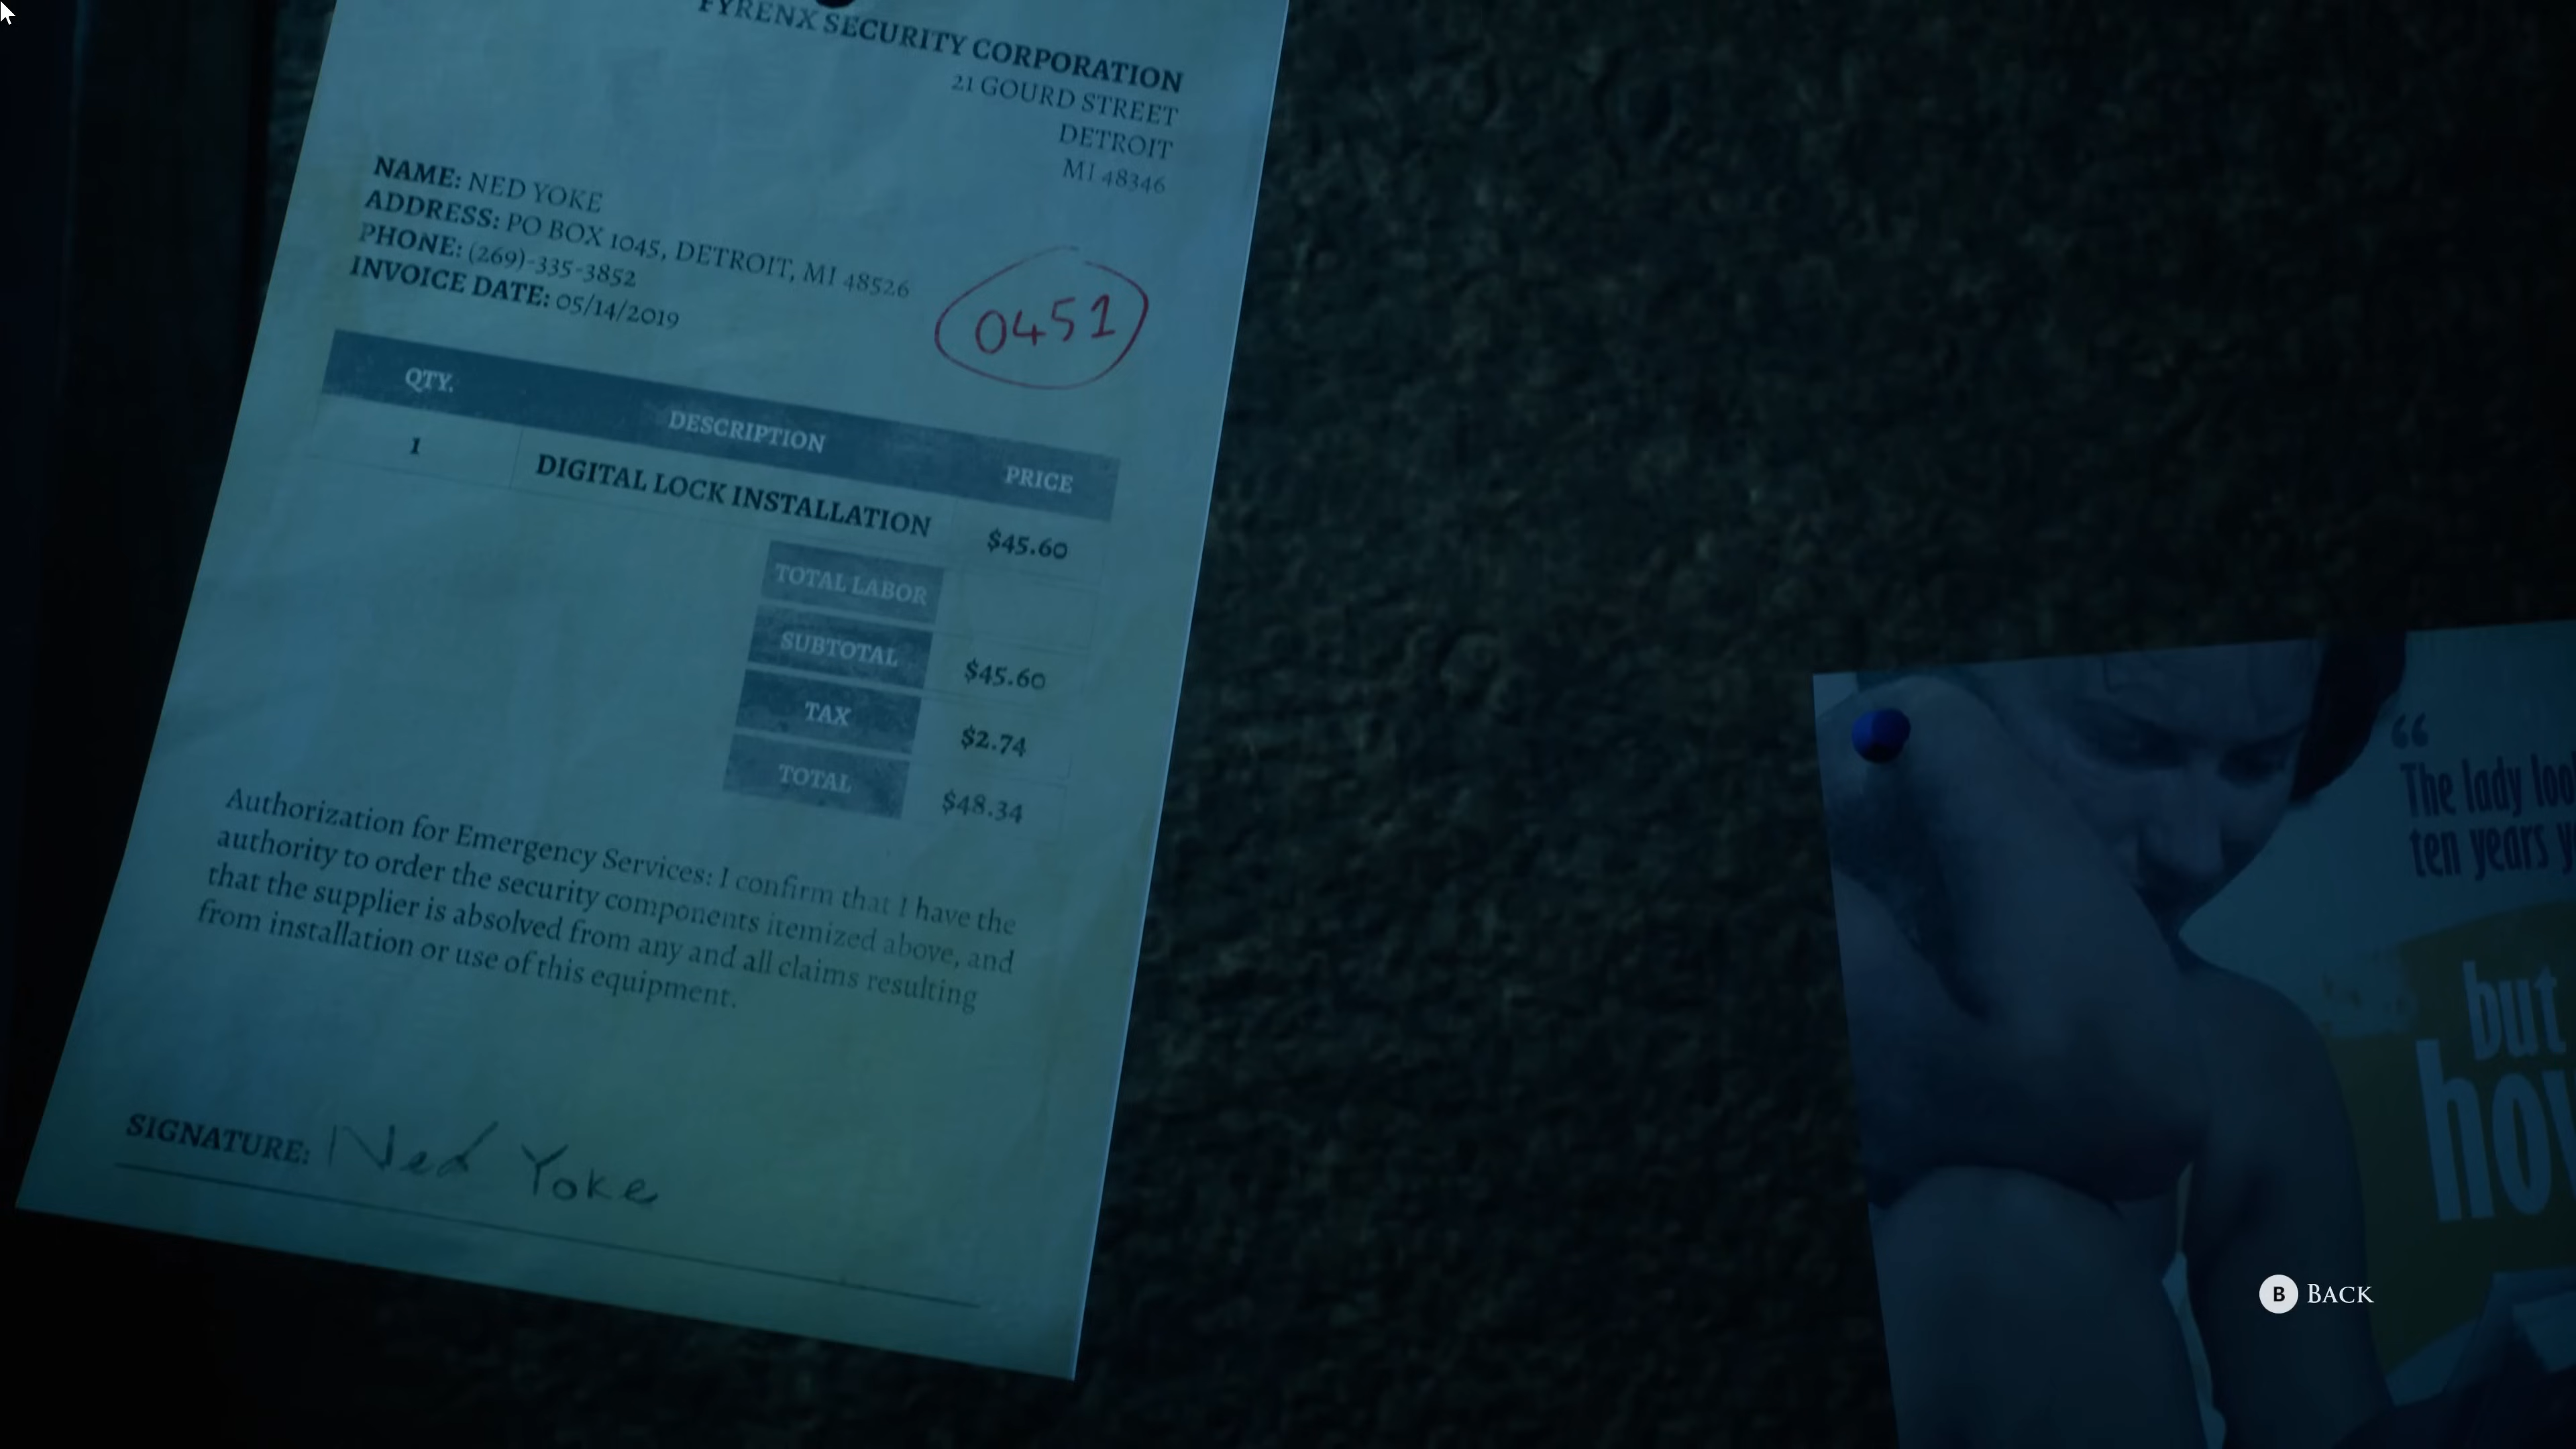 FYRENX SECURITY CORPORATION
21 GOURD STREET
DETROIT
MI 48346
NAME: NED YOKE
ADDRESS: PO BOX 1045, DETROIT, MI 48526
PHONE: (269)-335-3852
INVOICE DATE: 05/14/2019
0451
QTY. DESCRIPTION PRICE
1 DIGITAL LOCK INSTALLATION $45.60
TOTAL LABOR
SUBTOTAL $45.60
TAX $2.74
TOTAL $48.34
Authorization for Emergency Services: I confirm that I have the
authority to order the security components itemized above, and
that the supplier is absolved from any and all claims resulting
from installation or use of this equipment.
SIGNATURE: Ned Yoke
“
The lady
ten years
but
B BACK